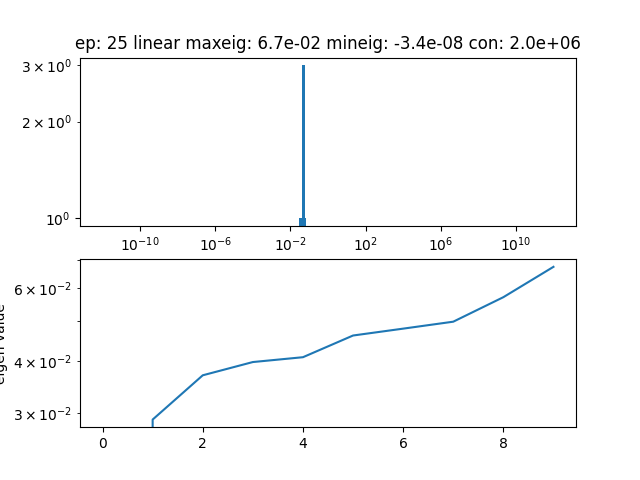 ep: 25 linear maxeig: 6.7e-02 mineig: -3.4e-08 con: 2.0e+06
3 × 10⁰
2 × 10⁰
10⁰
10⁻¹⁰ 10⁻⁶ 10⁻² 10² 10⁶ 10¹⁰
eigen value
6 × 10⁻²
4 × 10⁻²
3 × 10⁻²
0 2 4 6 8